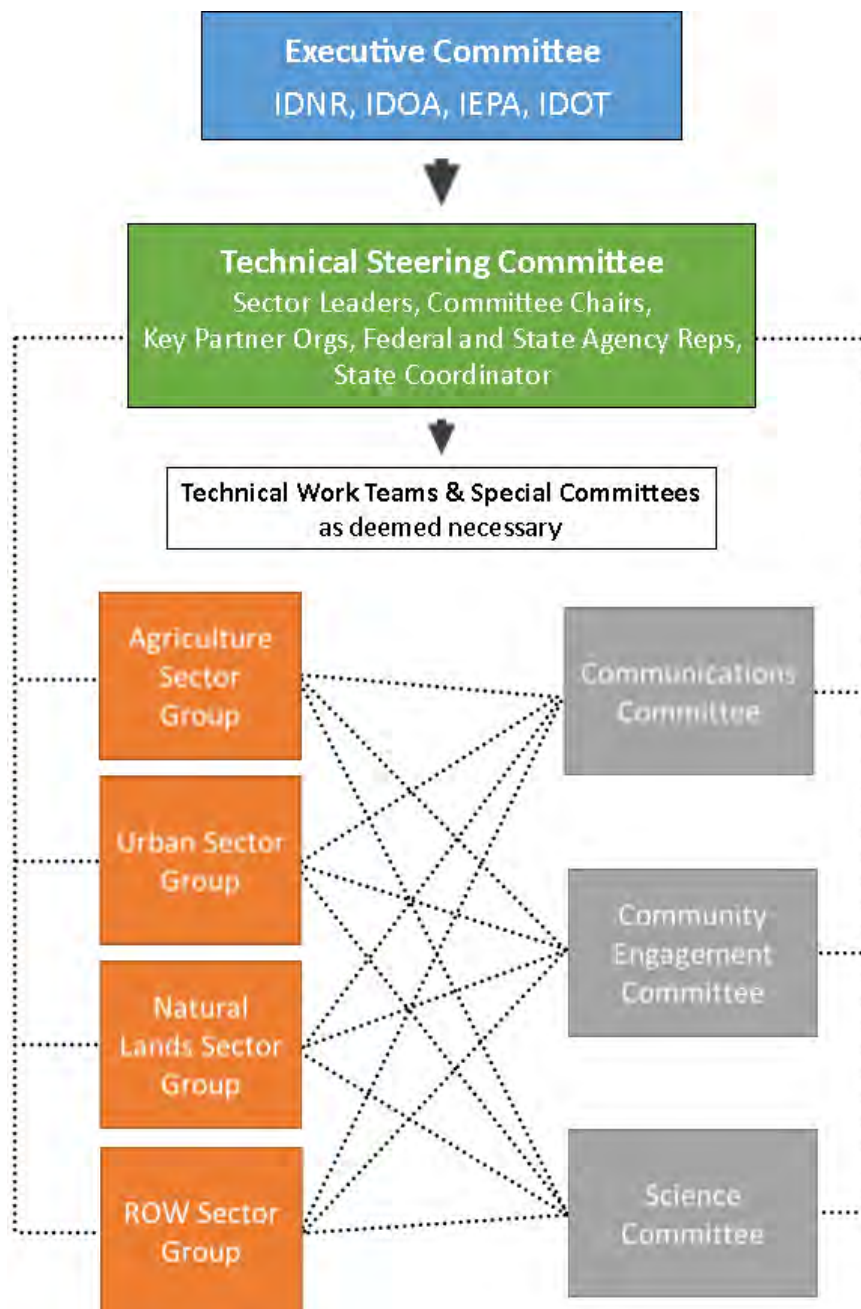 Executive Committee
IDNR, IDOA, IEPA, IDOT
Technical Steering Committee
Sector Leaders, Committee Chairs,
Key Partner Orgs, Federal and State Agency Reps,
State Coordinator
Technical Work Teams & Special Committees
as deemed necessary
Agriculture
Sector
Group
Urban Sector
Group
Natural
Lands Sector
Group
ROW Sector
Group
Communications
Committee
Community
Engagement
Committee
Science
Committee